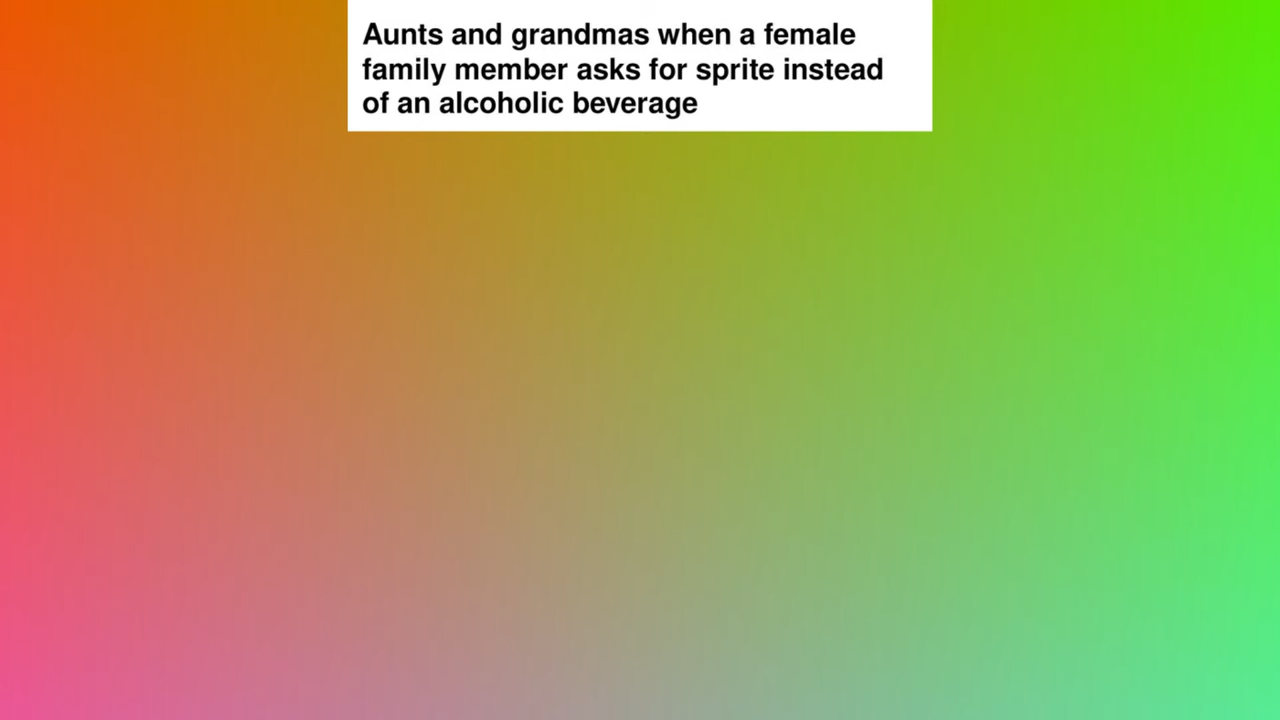 Aunts and grandmas when a female
family member asks for sprite instead
of an alcoholic beverage